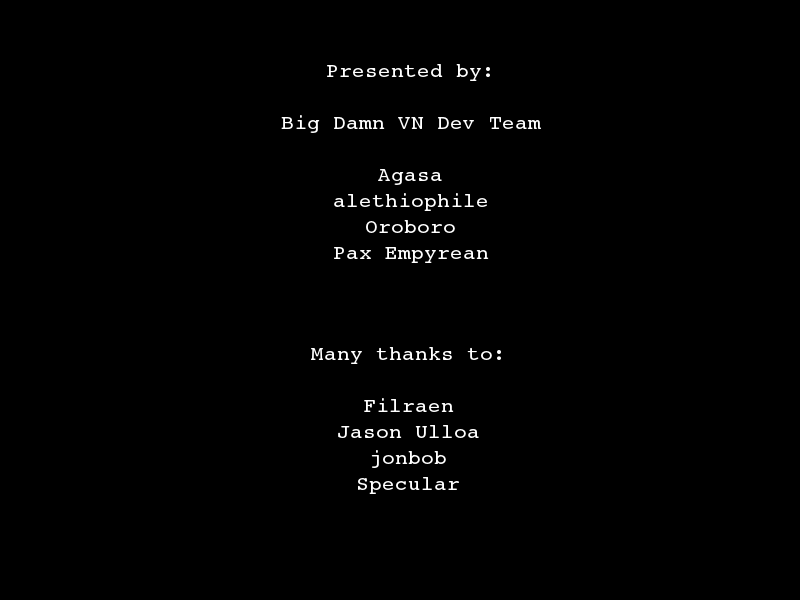 Presented by:
Big Damn VN Dev Team
Agasa
alethiophile
Oroboro
Pax Empyrean
Many thanks to:
Filraen
Jason Ulloa
jonbob
Specular